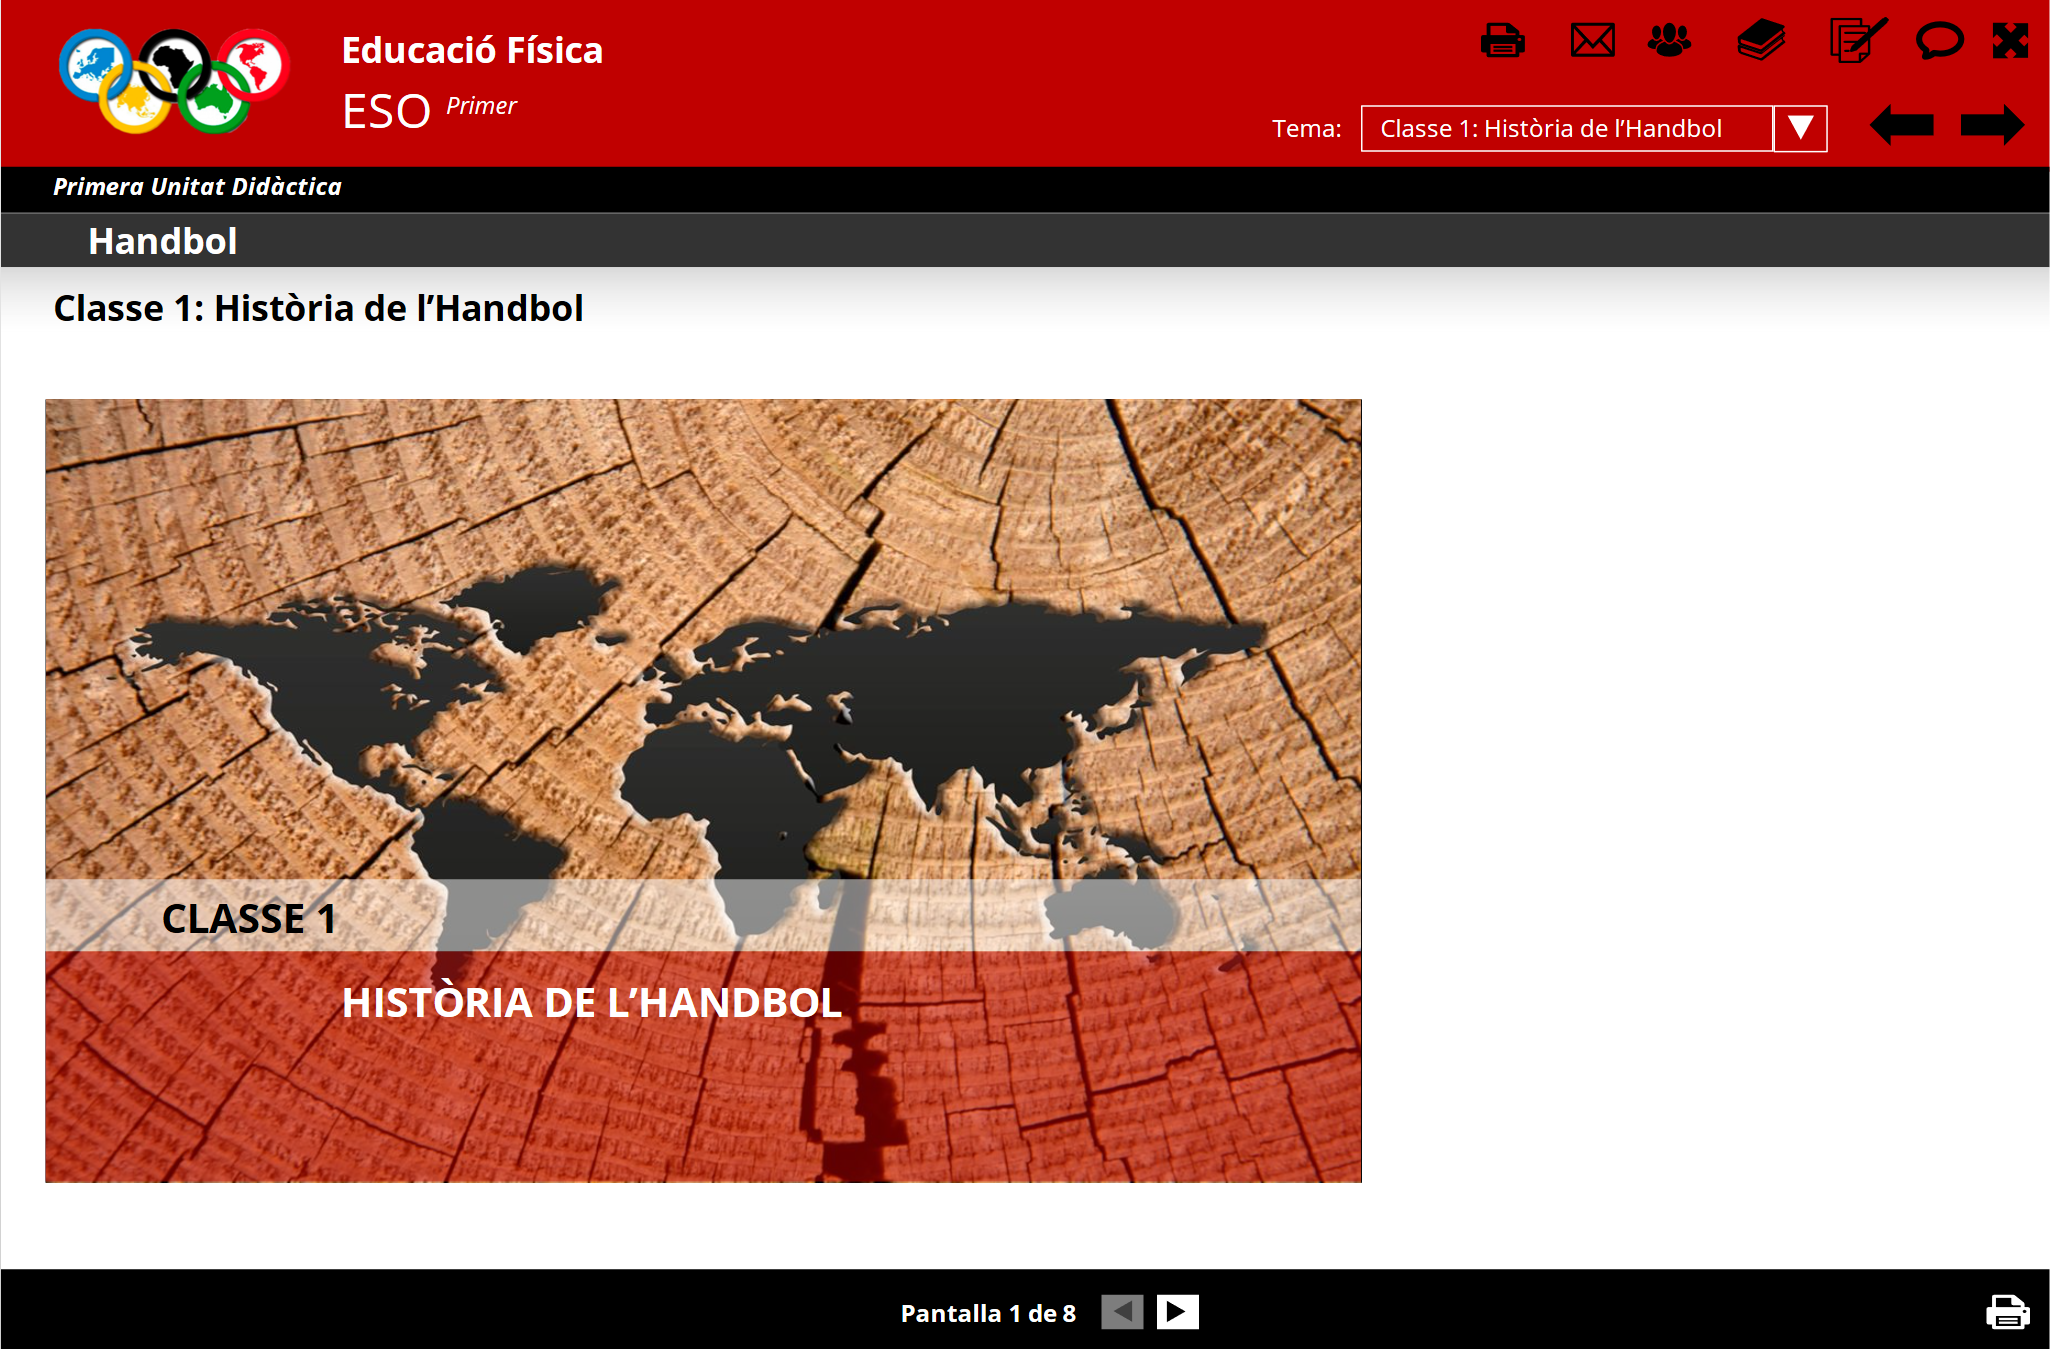 Educació Física
ESO Primer
Tema: Classe 1: Història de l’Handbol
Primera Unitat Didàctica
Handbol
Classe 1: Història de l’Handbol
CLASSE 1
HISTÒRIA DE L’HANDBOL
Pantalla 1 de 8